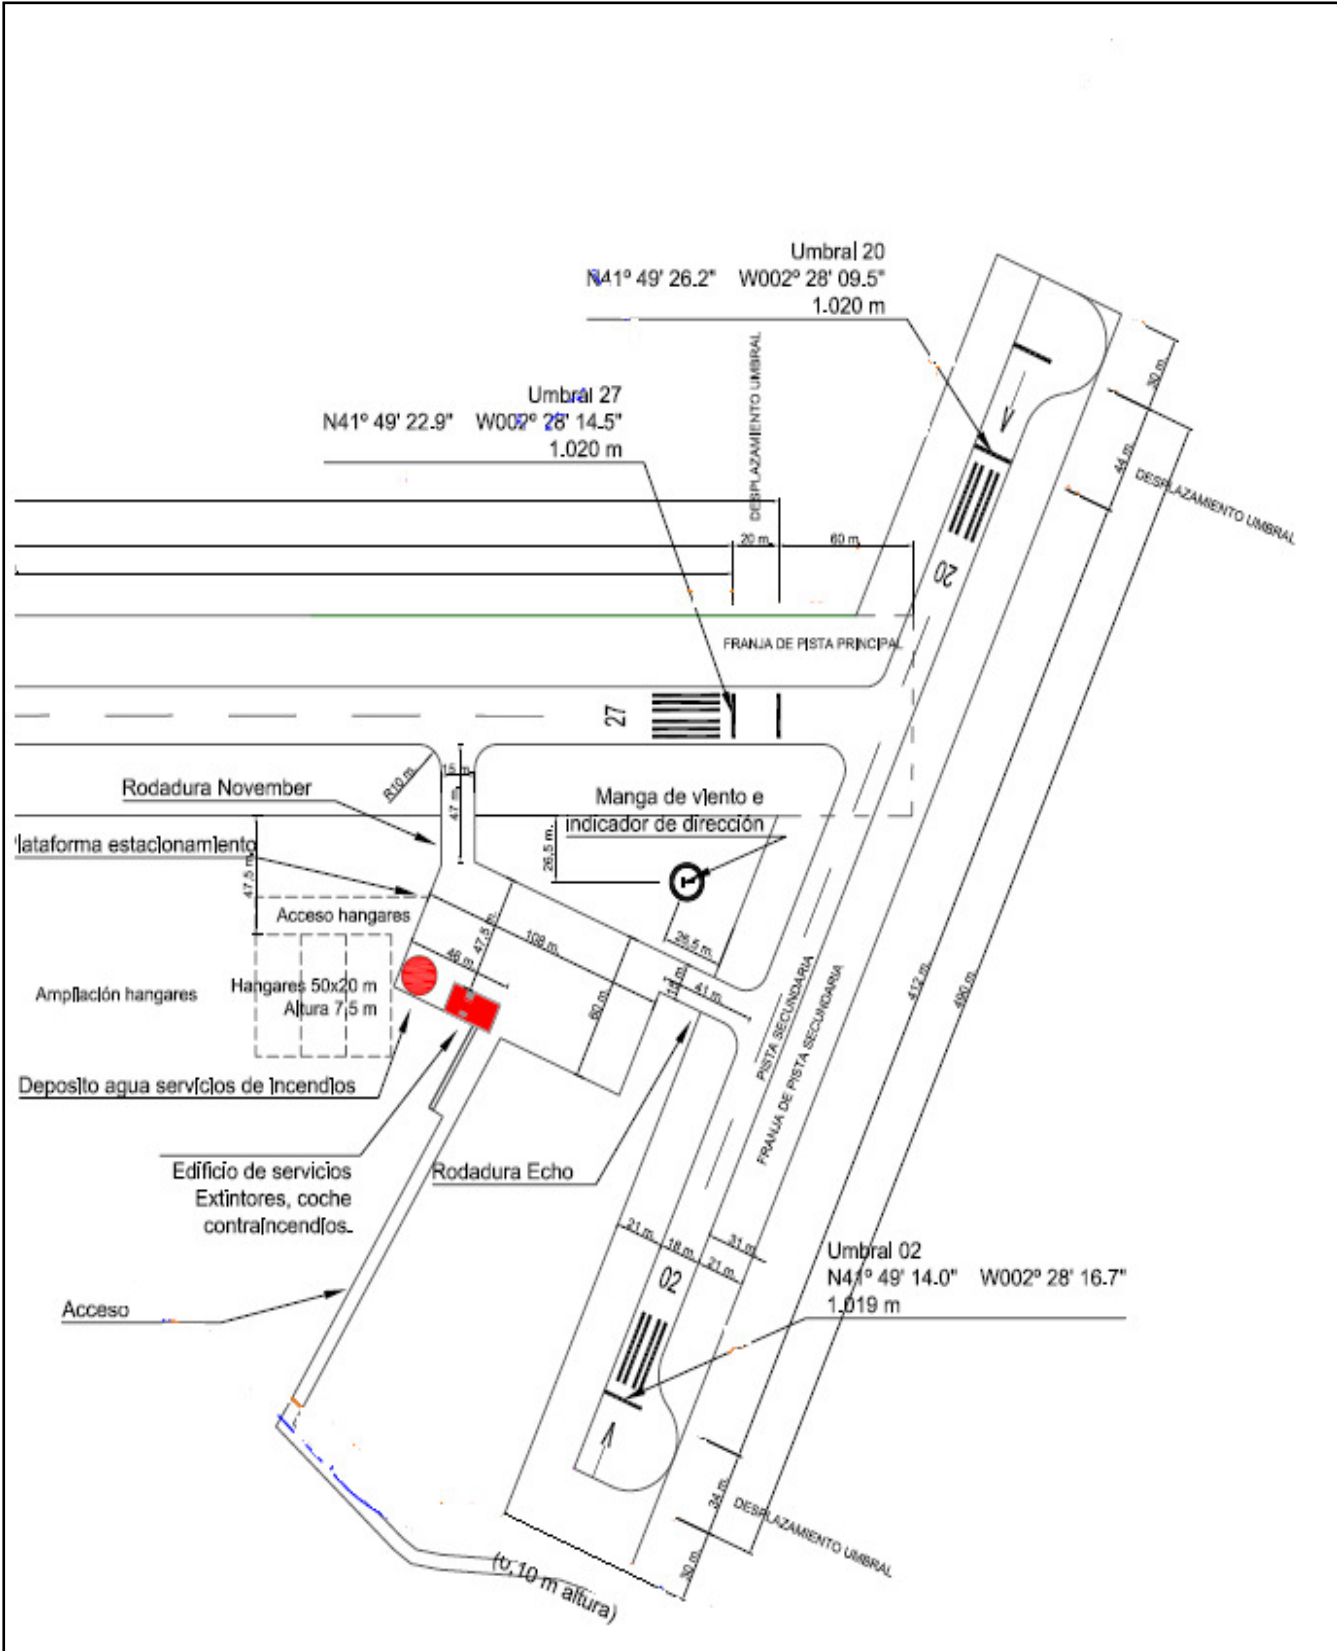 Umbral 20
N41º 49' 26.2" W002º 28' 09.5"
1.020 m
Umbral 27
N41º 49' 22.9" W002º 28' 14.5"
1.020 m
DESPLAZAMIENTO UMBRAL
30 m.
44 m.
DESPLAZAMIENTO UMBRAL
20 m.
60 m.
20
FRANJA DE PISTA PRINCIPAL
27
R10 m.
15 m
47 m.
Rodadura November
Manga de viento e
indicador de dirección
26,5 m.
lataforma estacionamiento
47,5 m.
Acceso hangares
47,5 m.
108 m.
46 m.
26,5 m.
41 m.
60 m.
Ampliación hangares
Hangares 50x20 m
Altura 7,5 m
PISTA SECUNDARIA
FRANJA DE PISTA SECUNDARIA
412 m.
490 m.
Deposito agua servicios de incendios
Edificio de servicios
Extintores, coche
contraincendios.
Rodadura Echo
21 m.
18 m.
21 m.
31 m.
02
Umbral 02
N41º 49' 14.0" W002º 28' 16.7"
1.019 m
Acceso
34 m.
DESPLAZAMIENTO UMBRAL
30 m.
(0,10 m altura)